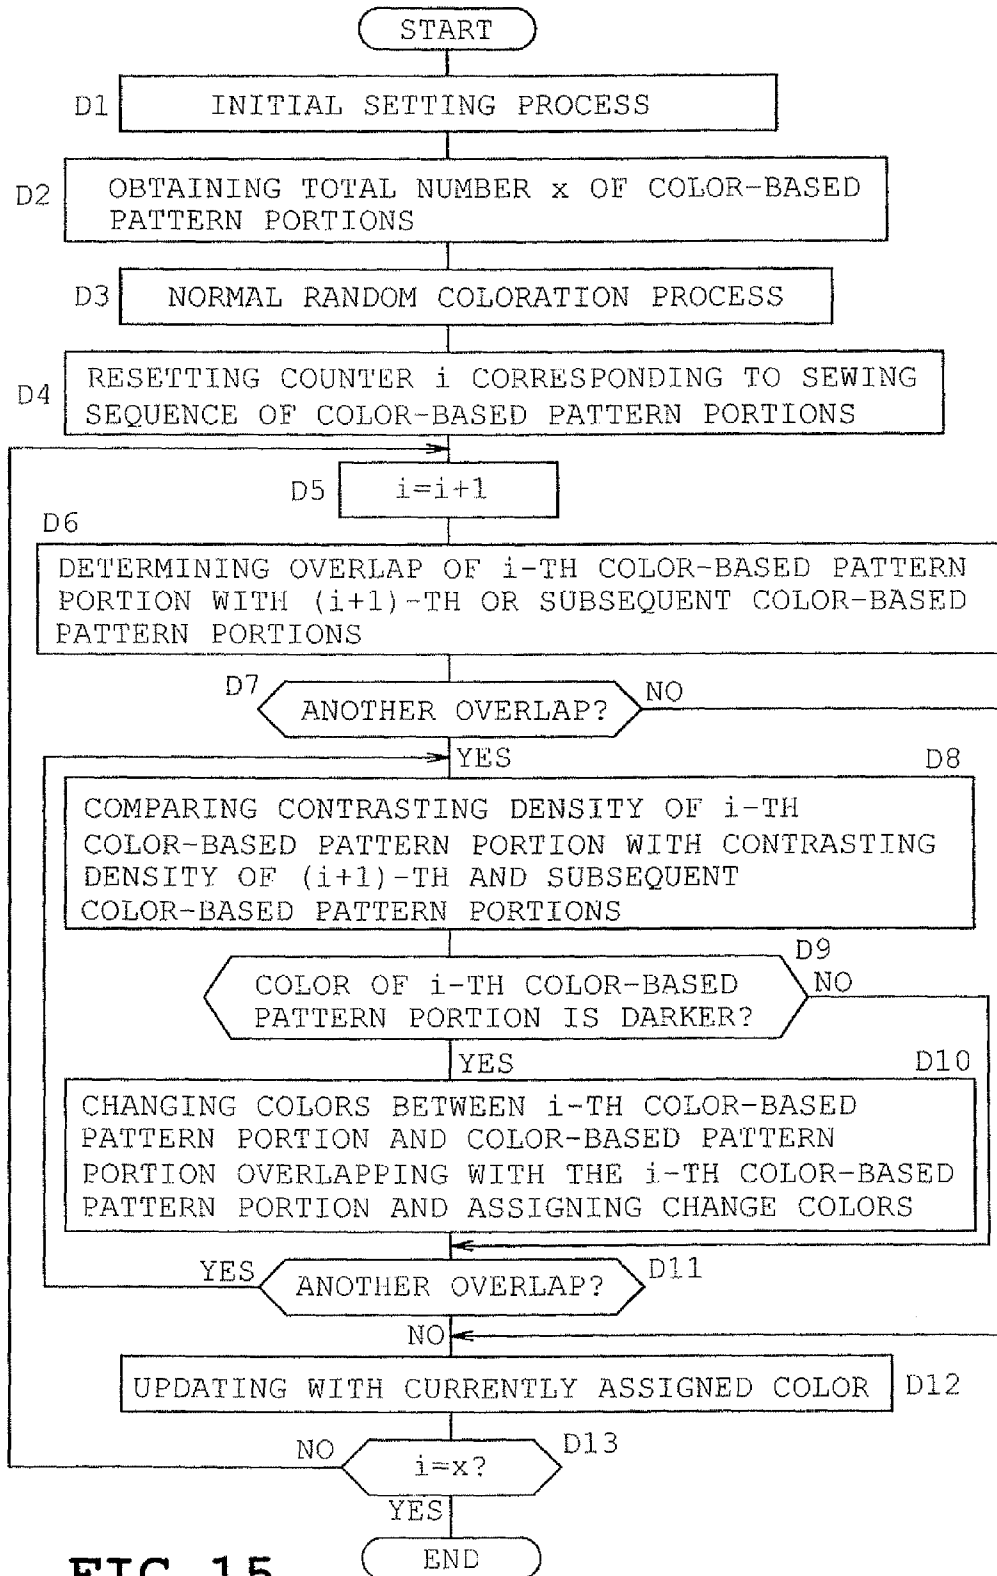 START
D1
INITIAL SETTING PROCESS
D2
OBTAINING TOTAL NUMBER x OF COLOR-BASED
PATTERN PORTIONS
D3
NORMAL RANDOM COLORATION PROCESS
D4
RESETTING COUNTER i CORRESPONDING TO SEWING
SEQUENCE OF COLOR-BASED PATTERN PORTIONS
D5
i=i+1
D6
DETERMINING OVERLAP OF i-TH COLOR-BASED PATTERN
PORTION WITH (i+1)-TH OR SUBSEQUENT COLOR-BASED
PATTERN PORTIONS
D7
ANOTHER OVERLAP?
NO
YES
D8
COMPARING CONTRASTING DENSITY OF i-TH
COLOR-BASED PATTERN PORTION WITH CONTRASTING
DENSITY OF (i+1)-TH AND SUBSEQUENT
COLOR-BASED PATTERN PORTIONS
D9
COLOR OF i-TH COLOR-BASED
PATTERN PORTION IS DARKER?
NO
YES
D10
CHANGING COLORS BETWEEN i-TH COLOR-BASED
PATTERN PORTION AND COLOR-BASED PATTERN
PORTION OVERLAPPING WITH THE i-TH COLOR-BASED
PATTERN PORTION AND ASSIGNING CHANGE COLORS
YES
ANOTHER OVERLAP?
D11
NO
UPDATING WITH CURRENTLY ASSIGNED COLOR
D12
NO
i=x?
D13
YES
END
FIG.15